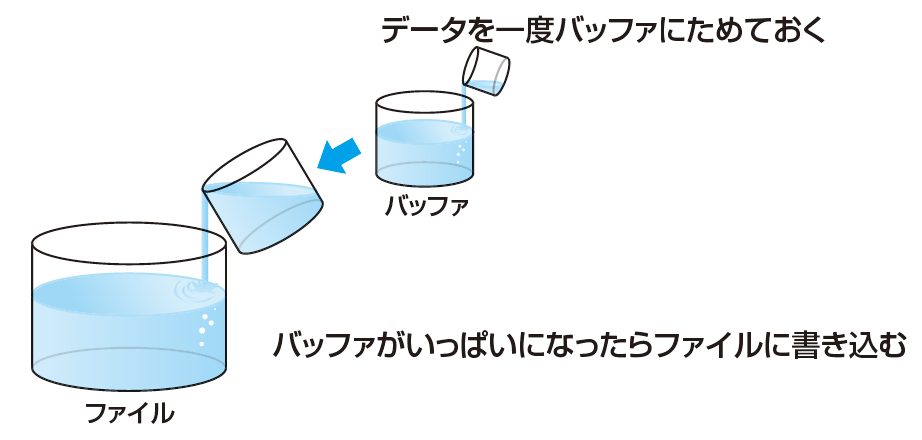 データを一度バッファにためておく
バッファ
バッファがいっぱいになったらファイルに書き込む
ファイル